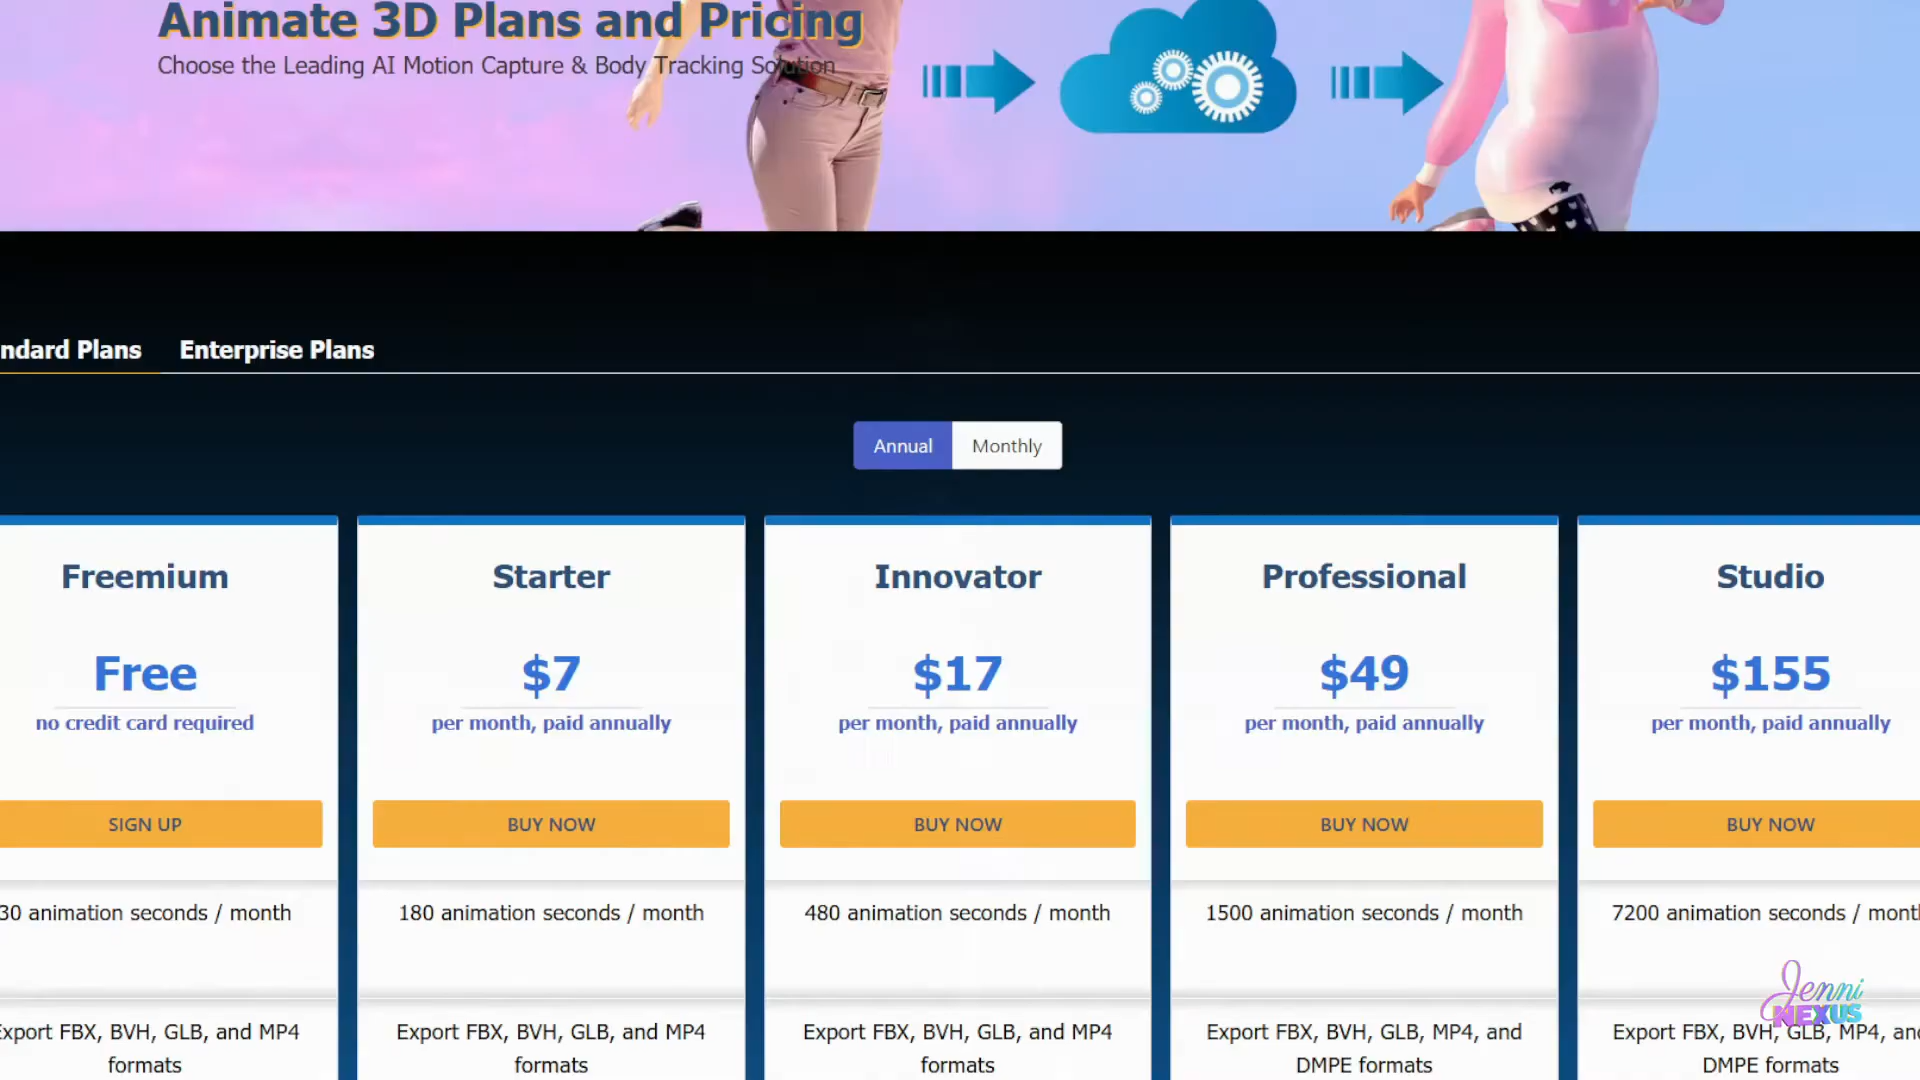 Animate 3D Plans and Pricing
Choose the Leading AI Motion Capture & Body Tracking Solution
ndard Plans
Enterprise Plans
Annual
Monthly
Freemium
Free
no credit card required
SIGN UP
30 animation seconds / month
Export FBX, BVH, GLB, and MP4
formats
Starter
$7
per month, paid annually
BUY NOW
180 animation seconds / month
Export FBX, BVH, GLB, and MP4
formats
Innovator
$17
per month, paid annually
BUY NOW
480 animation seconds / month
Export FBX, BVH, GLB, and MP4
formats
Professional
$49
per month, paid annually
BUY NOW
1500 animation seconds / month
Export FBX, BVH, GLB, MP4, and
DMPE formats
Studio
$155
per month, paid annually
BUY NOW
7200 animation seconds / month
Export FBX, BVH, GLB, MP4, and
DMPE formats
Jenni
NEXUS